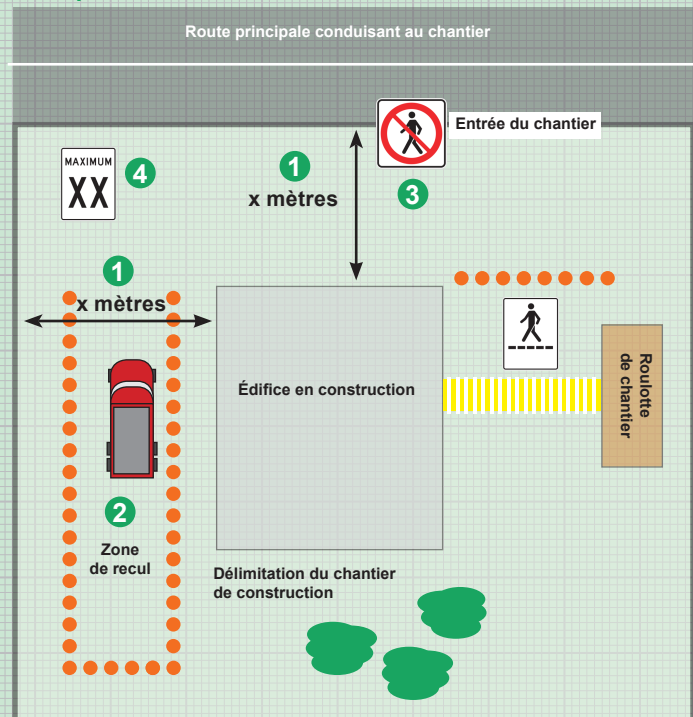 Route principale conduisant au chantier
Entrée du chantier
MAXIMUM
XX
4
1
x mètres
3
1
x mètres
Édifice en construction
Roulotte
de chantier
2
Zone
de recul
Délimitation du chantier
de construction